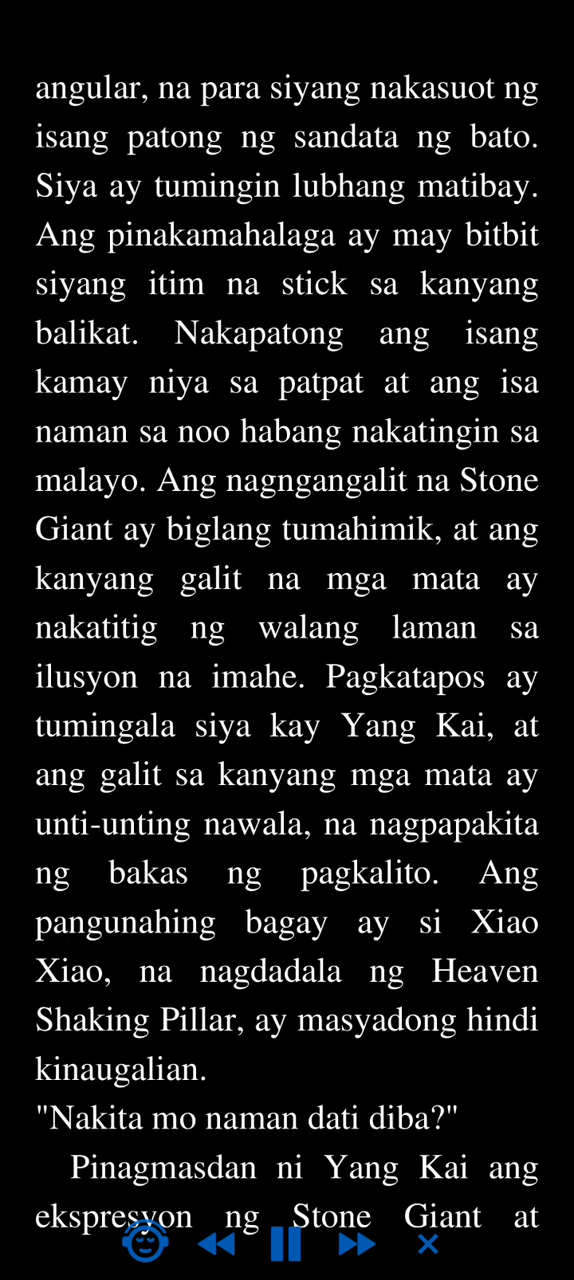 angular, na para siyang nakasuot ng
isang patong ng sandata ng bato.
Siya ay tumingin lubhang matibay.
Ang pinakamahalaga ay may bitbit
siyang itim na stick sa kanyang
balikat. Nakapatong ang isang
kamay niya sa patpat at ang isa
naman sa noo habang nakatingin sa
malayo. Ang nagngangalit na Stone
Giant ay biglang tumahimik, at ang
kanyang galit na mga mata ay
nakatitig ng walang laman sa
ilusyon na imahe. Pagkatapos ay
tumingala siya kay Yang Kai, at
ang galit sa kanyang mga mata ay
unti-unting nawala, na nagpapakita
ng bakas ng pagkalito. Ang
pangunahing bagay ay si Xiao
Xiao, na nagdadala ng Heaven
Shaking Pillar, ay masyadong hindi
kinaugalian.
"Nakita mo naman dati diba?"
Pinagmasdan ni Yang Kai ang
ekspresyon ng Stone Giant at